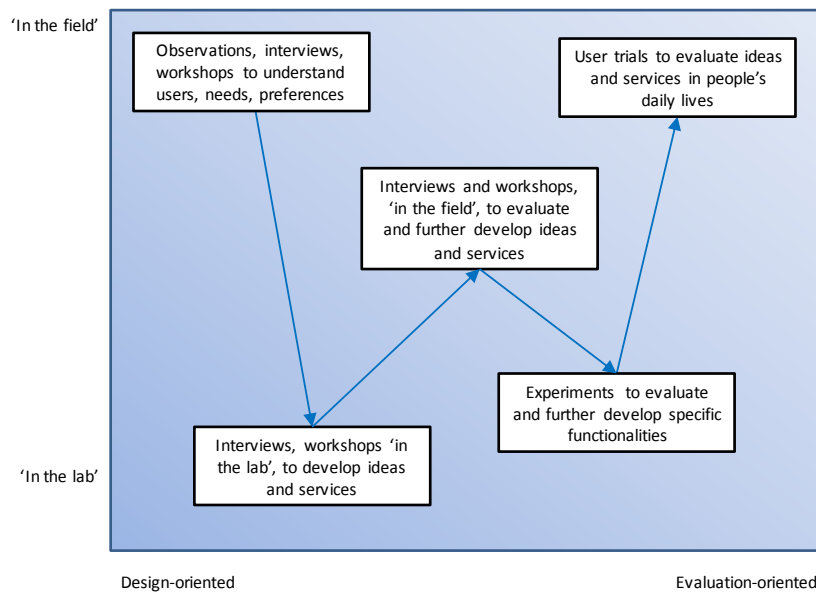 ‘In the field’
Observations, interviews,
workshops to understand
users, needs, preferences
User trials to evaluate ideas
and services in people’s
daily lives
Interviews and workshops,
‘in the field’, to evaluate
and further develop ideas
and services
Experiments to evaluate
and further develop specific
functionalities
Interviews, workshops ‘in
the lab’, to develop ideas
and services
‘In the lab’
Design-oriented
Evaluation-oriented